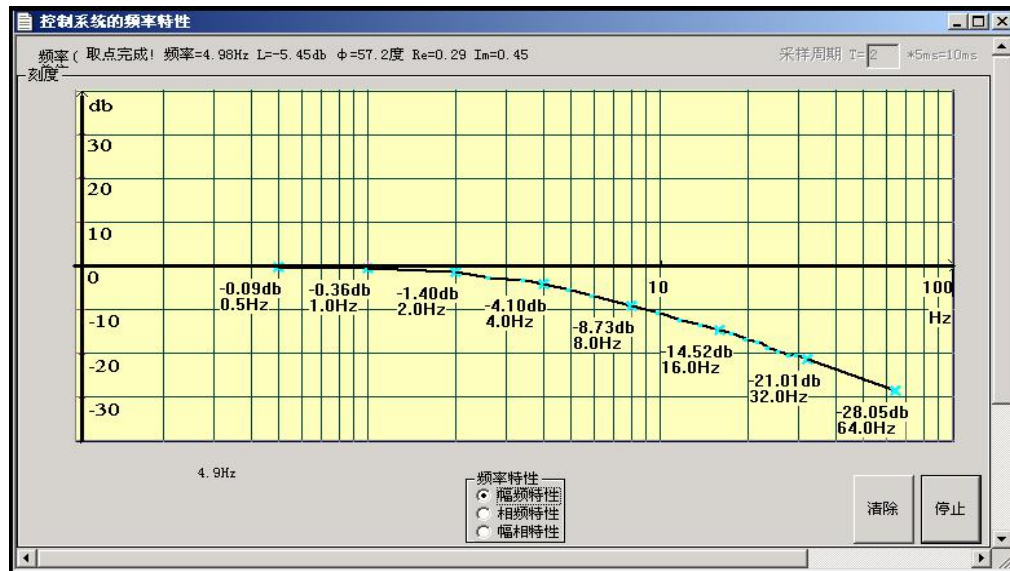 控制系统的频率特性
频率( 取点完成! 频率=4.98Hz L=-5.45db φ=57.2度 Re=0.29 Im=0.45
采样周期 T= 2 *5ms=10ms
刻度
db
30
20
10
0
-10
-20
-30
10
100
Hz
-0.09db
0.5Hz
-0.36db
1.0Hz
-1.40db
2.0Hz
-4.10db
4.0Hz
-8.73db
8.0Hz
-14.52db
16.0Hz
-21.01db
32.0Hz
-28.05db
64.0Hz
4.9Hz
频率特性
幅频特性
相频特性
幅相特性
清除
停止